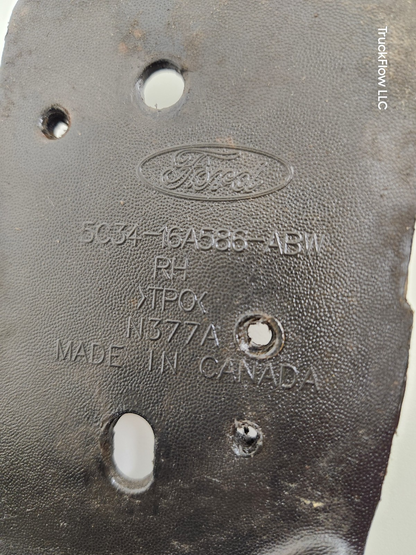 TruckFlow LLC
Ford
5C34-16A586-ABW
RH
>TPO<
N377A
MADE IN CANADA